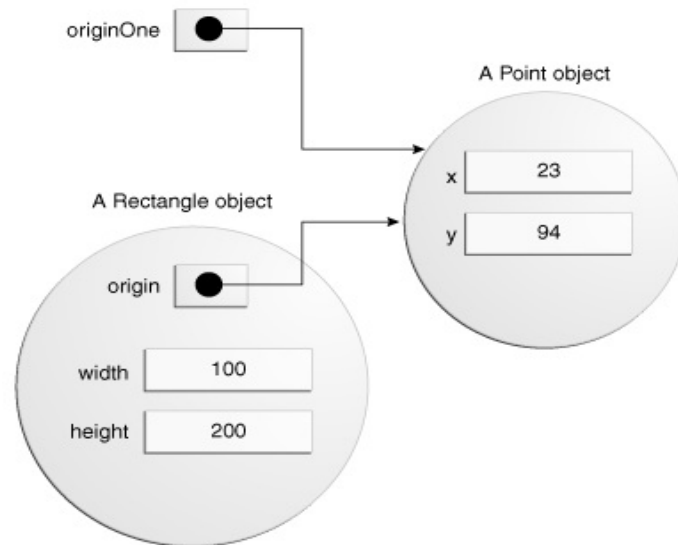 originOne
A Point object
x 23
y 94
A Rectangle object
origin
width 100
height 200